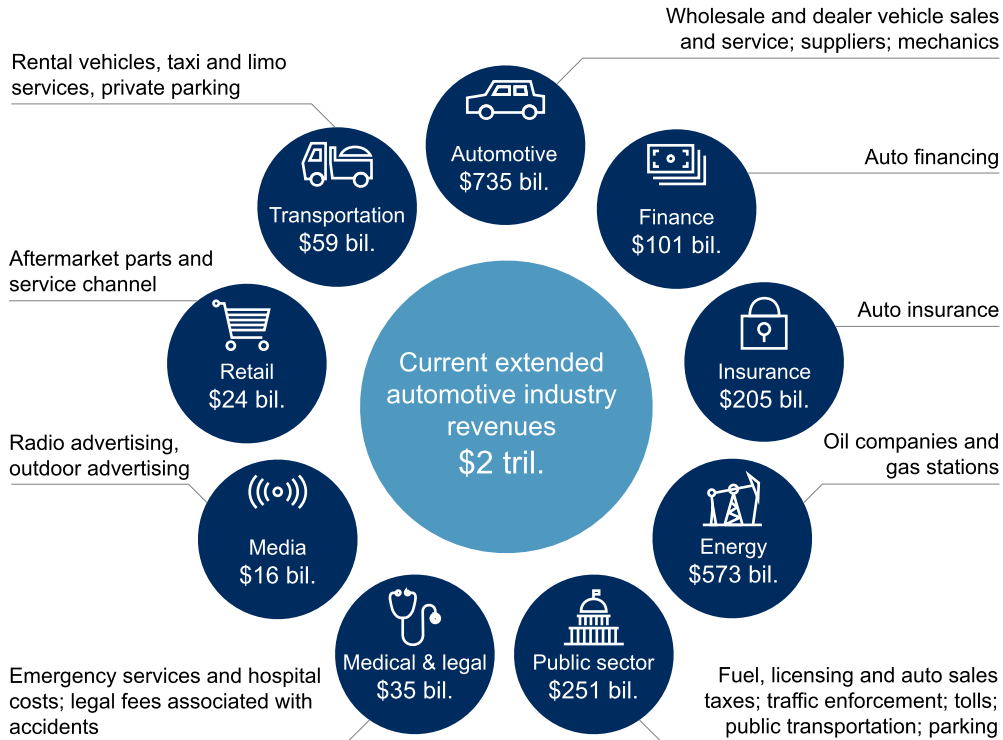 Wholesale and dealer vehicle sales
and service; suppliers; mechanics
Rental vehicles, taxi and limo
services, private parking
Automotive
$735 bil.
Auto financing
Transportation
$59 bil.
Finance
$101 bil.
Aftermarket parts and
service channel
Auto insurance
Retail
$24 bil.
Current extended
automotive industry
revenues
$2 tril.
Insurance
$205 bil.
Radio advertising,
outdoor advertising
Oil companies and
gas stations
Media
$16 bil.
Energy
$573 bil.
Medical & legal
$35 bil.
Public sector
$251 bil.
Emergency services and hospital
costs; legal fees associated with
accidents
Fuel, licensing and auto sales
taxes; traffic enforcement; tolls;
public transportation; parking